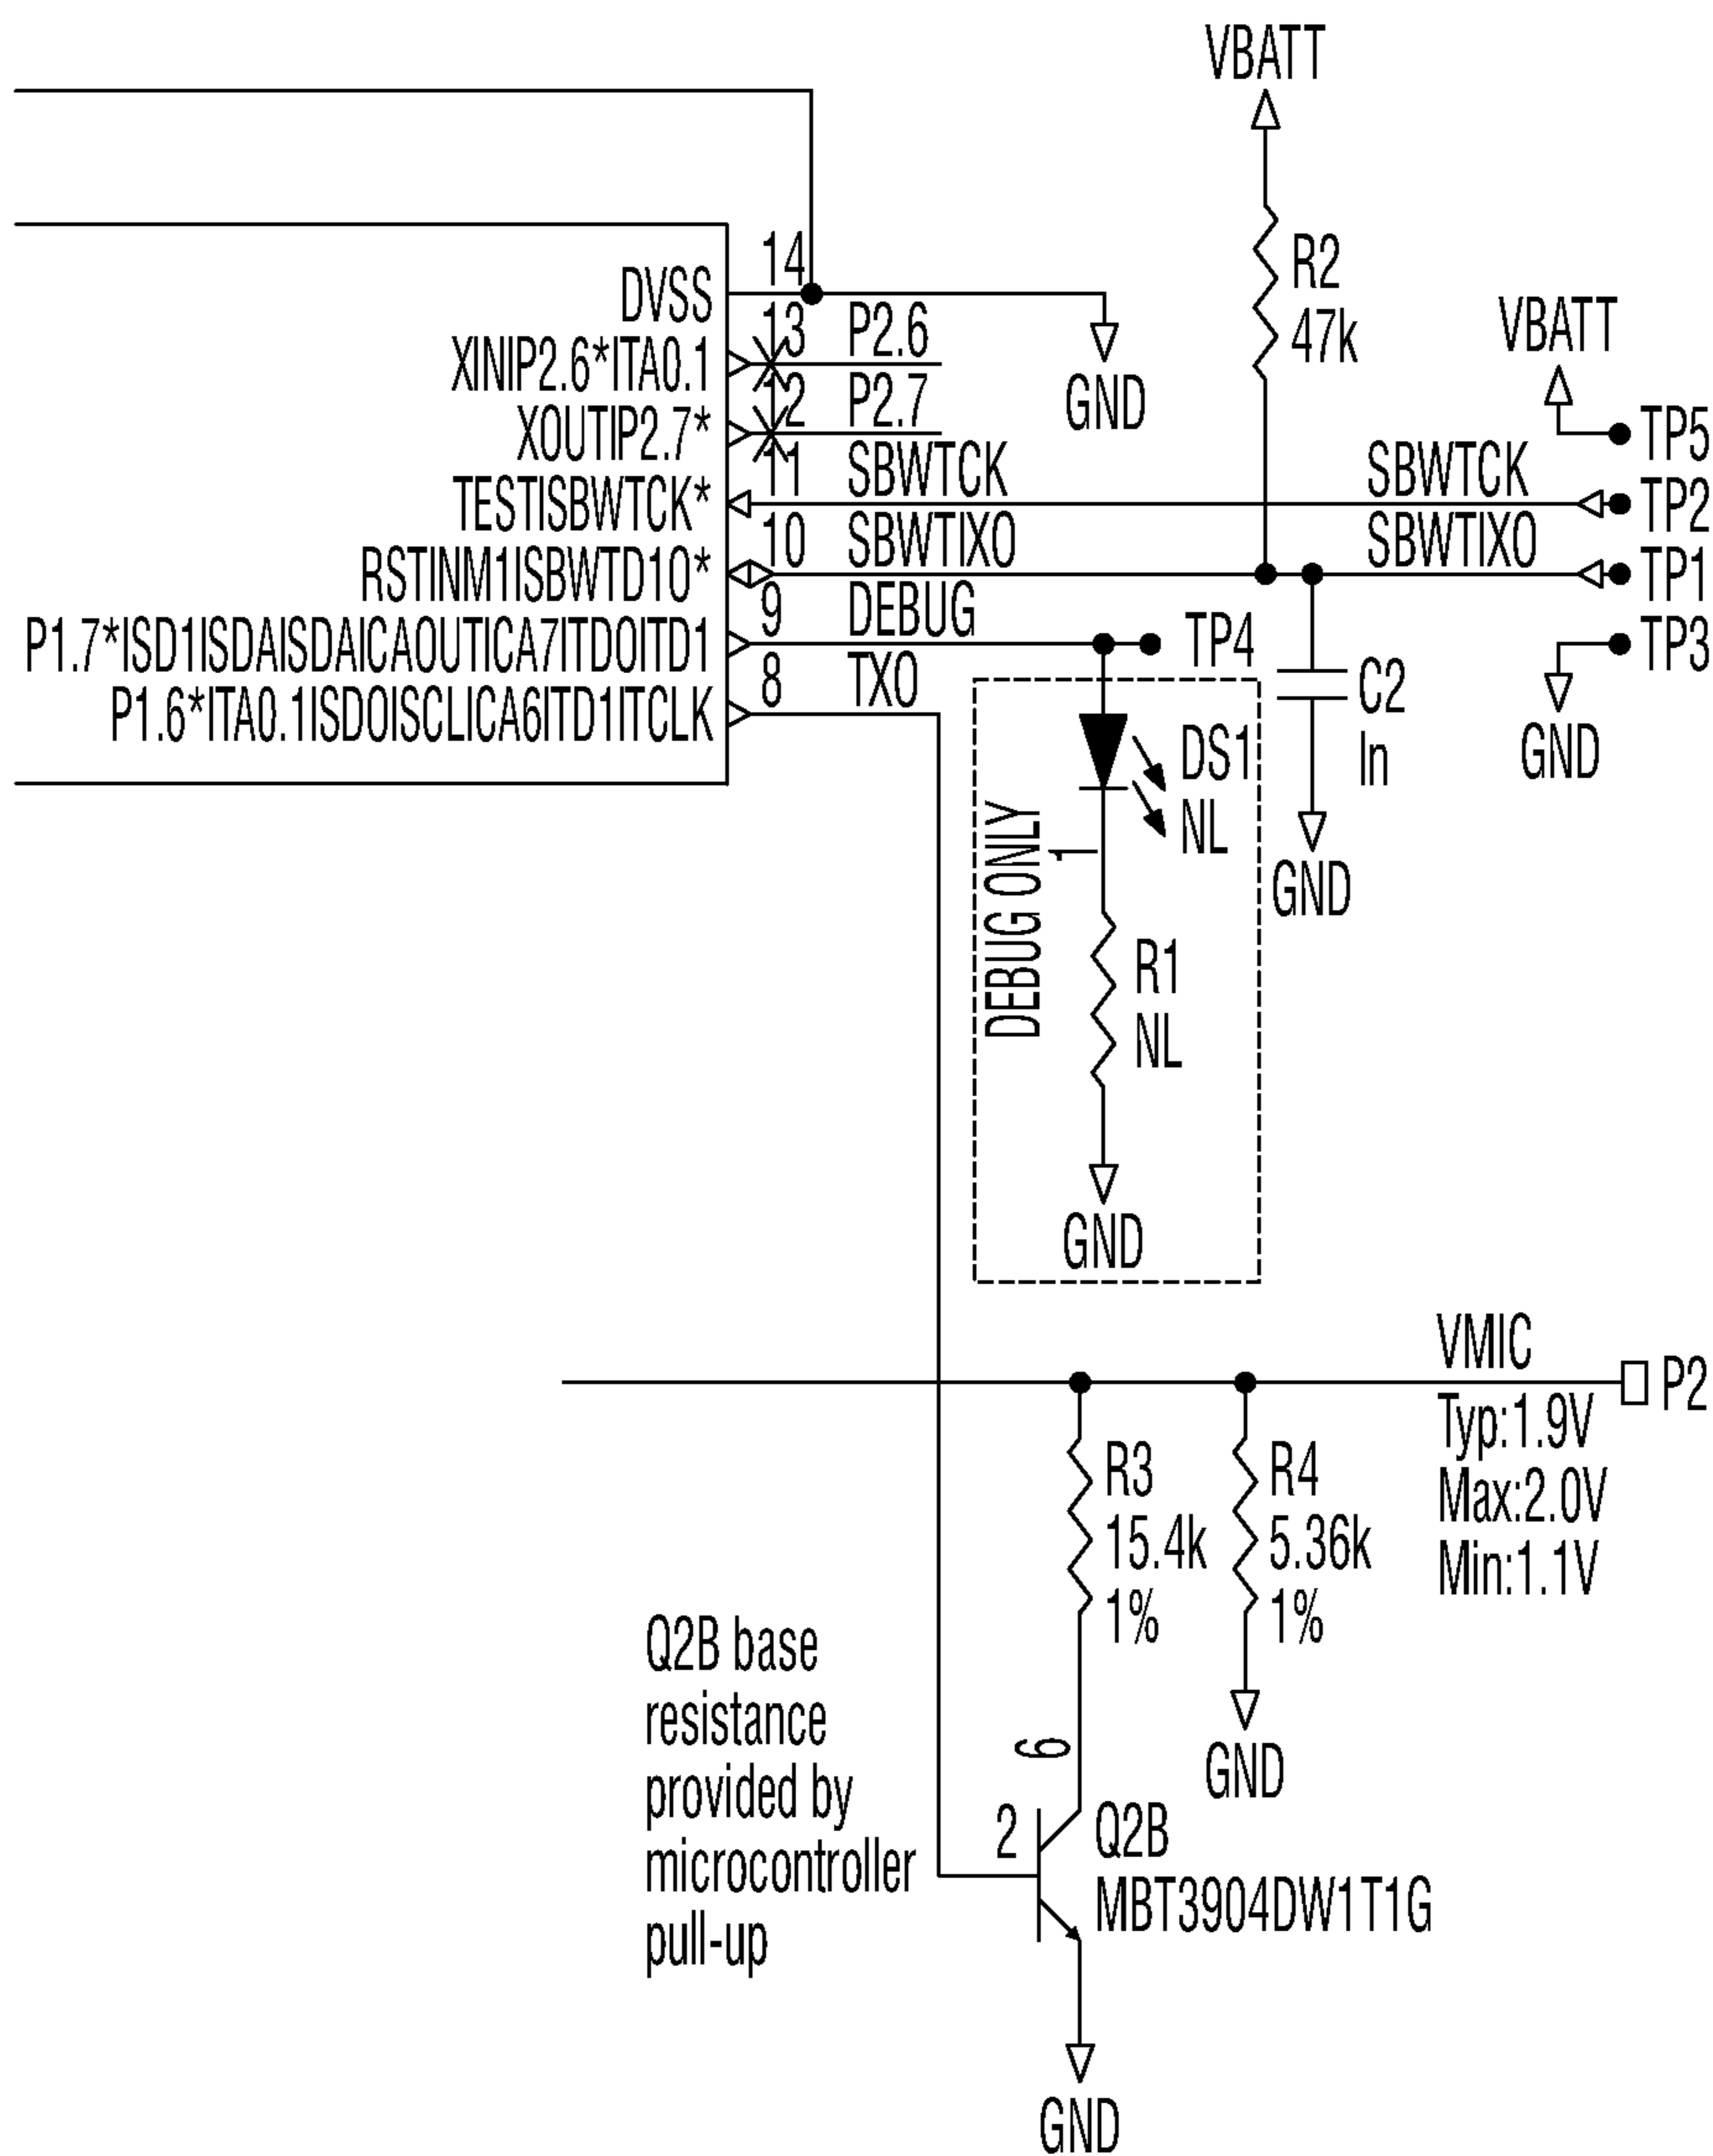 VBATT
R2
47k
VBATT
14
DVSS
13
P2.6
XINIP2.6*ITA0.1
GND
12
P2.7
XOUTIP2.7*
TP5
11
SBWTCK
SBWTCK
TESTISBWTCK*
TP2
10
SBWTIXO
SBWTIXO
RSTINM1ISBWTD1O*
TP1
9
DEBUG
P1.7*ISD1ISDAISDAICAOUTICA7ITDOITD1
TP4
TP3
8
TXO
P1.6*ITA0.1ISDOISCLICA6ITD1ITCLK
C2
In
GND
DS1
NL
GND
DEBUG ONLY
1
R1
NL
GND
VMIC
P2
Typ:1.9V
Max:2.0V
Min:1.1V
R3
15.4k
1%
R4
5.36k
1%
GND
Q2B base
resistance
provided by
microcontroller
pull-up
6
2
Q2B
MBT3904DW1T1G
GND